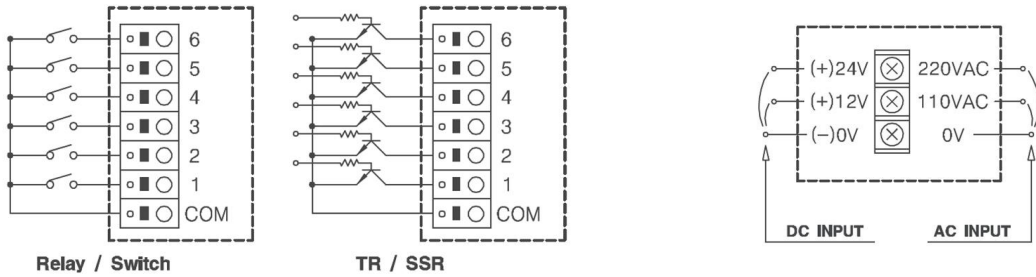 6
5
4
3
2
1
COM
Relay / Switch
6
5
4
3
2
1
COM
TR / SSR
(+)24V 220VAC
(+)12V 110VAC
(−)0V 0V
DC INPUT AC INPUT